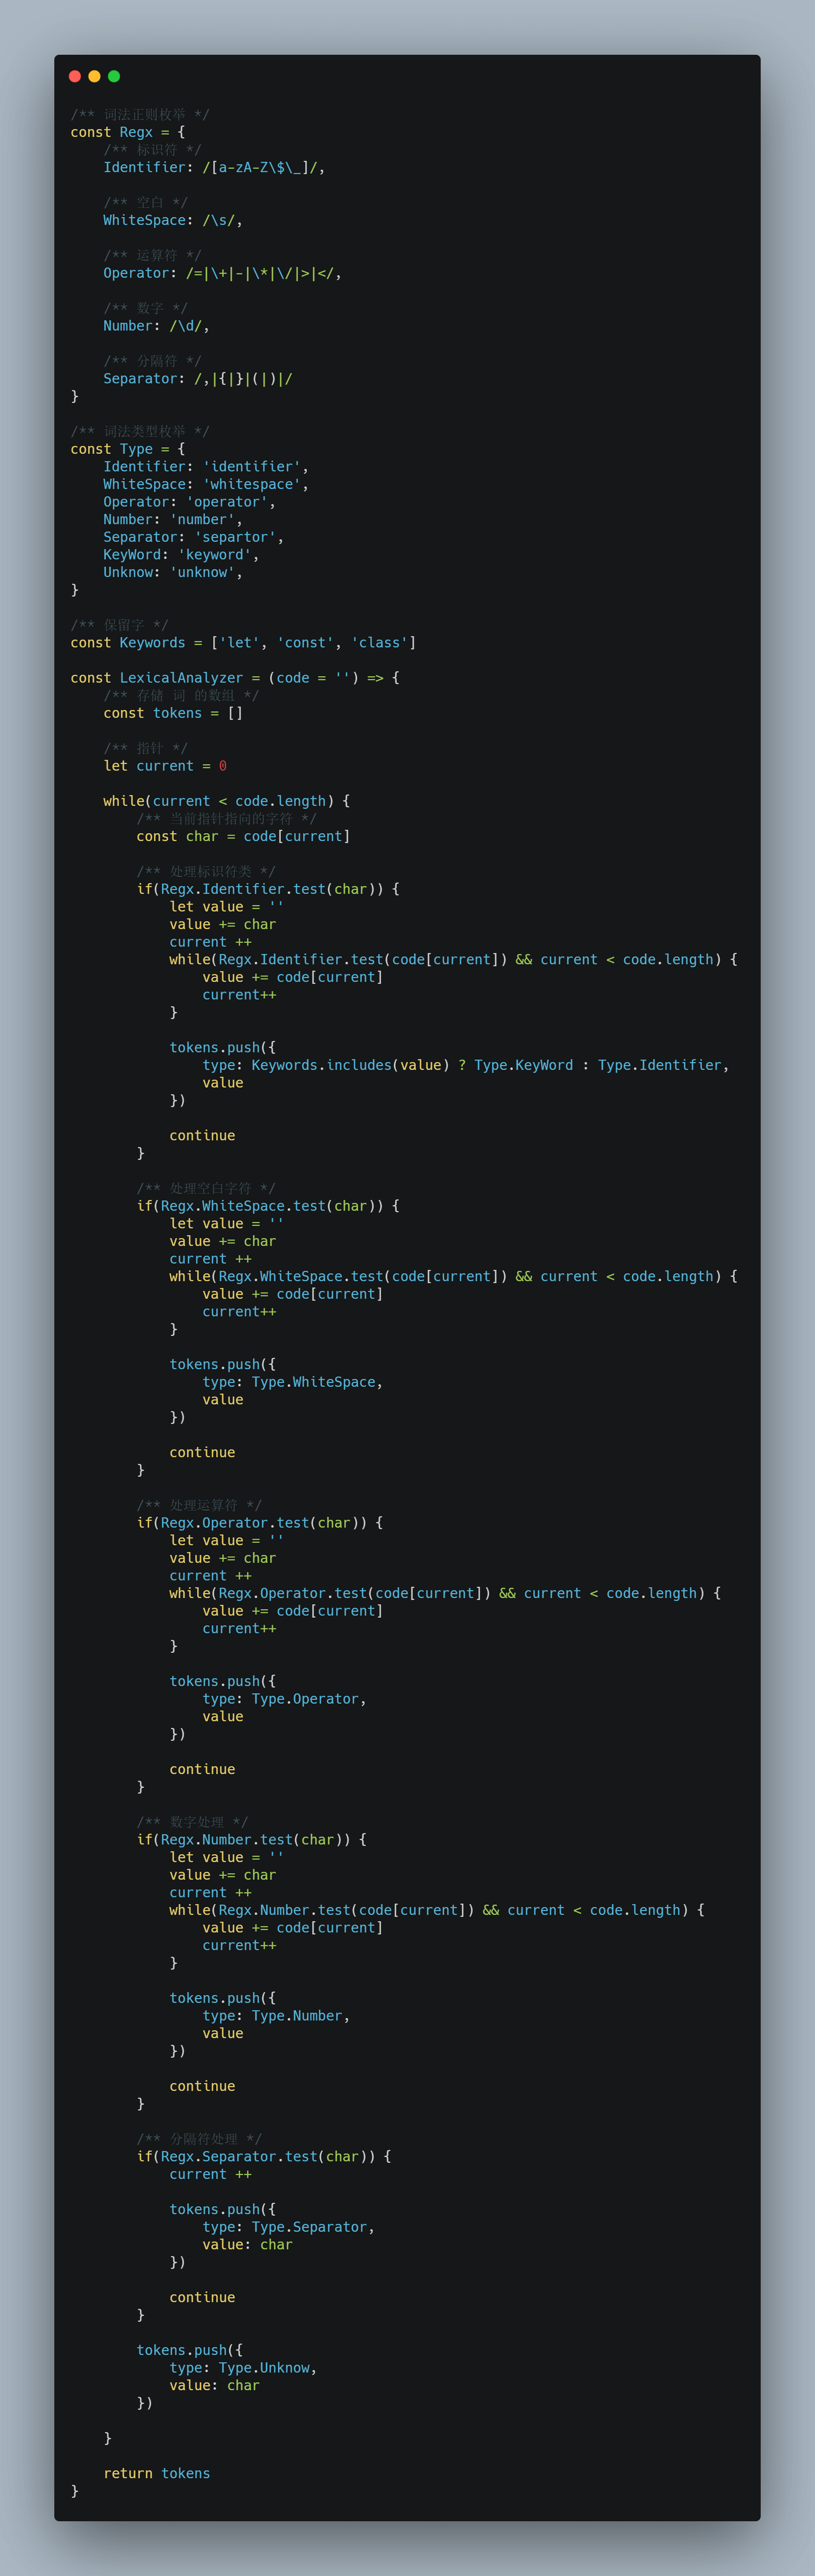 /** 词法正则枚举 */
const Regx = {
    /** 标识符 */
    Identifier: /[a-zA-Z\$\_]/,

    /** 空白 */
    WhiteSpace: /\s/,

    /** 运算符 */
    Operator: /=|\+|-|\*|\/|>|</,

    /** 数字 */
    Number: /\d/,

    /** 分隔符 */
    Separator: /,|{|}|(|)|/
}

/** 词法类型枚举 */
const Type = {
    Identifier: 'identifier',
    WhiteSpace: 'whitespace',
    Operator: 'operator',
    Number: 'number',
    Separator: 'separtor',
    KeyWord: 'keyword',
    Unknow: 'unknow',
}

/** 保留字 */
const Keywords = ['let', 'const', 'class']

const LexicalAnalyzer = (code = '') => {
    /** 存储 词 的数组 */
    const tokens = []

    /** 指针 */
    let current = 0

    while(current < code.length) {
        /** 当前指针指向的字符 */
        const char = code[current]

        /** 处理标识符类 */
        if(Regx.Identifier.test(char)) {
            let value = ''
            value += char
            current ++
            while(Regx.Identifier.test(code[current]) && current < code.length) {
                value += code[current]
                current++
            }

            tokens.push({
                type: Keywords.includes(value) ? Type.KeyWord : Type.Identifier,
                value
            })

            continue
        }

        /** 处理空白字符 */
        if(Regx.WhiteSpace.test(char)) {
            let value = ''
            value += char
            current ++
            while(Regx.WhiteSpace.test(code[current]) && current < code.length) {
                value += code[current]
                current++
            }

            tokens.push({
                type: Type.WhiteSpace,
                value
            })

            continue
        }

        /** 处理运算符 */
        if(Regx.Operator.test(char)) {
            let value = ''
            value += char
            current ++
            while(Regx.Operator.test(code[current]) && current < code.length) {
                value += code[current]
                current++
            }

            tokens.push({
                type: Type.Operator,
                value
            })

            continue
        }

        /** 数字处理 */
        if(Regx.Number.test(char)) {
            let value = ''
            value += char
            current ++
            while(Regx.Number.test(code[current]) && current < code.length) {
                value += code[current]
                current++
            }

            tokens.push({
                type: Type.Number,
                value
            })

            continue
        }

        /** 分隔符处理 */
        if(Regx.Separator.test(char)) {
            current ++

            tokens.push({
                type: Type.Separator,
                value: char
            })

            continue
        }

        tokens.push({
            type: Type.Unknow,
            value: char
        })

    }

    return tokens
}